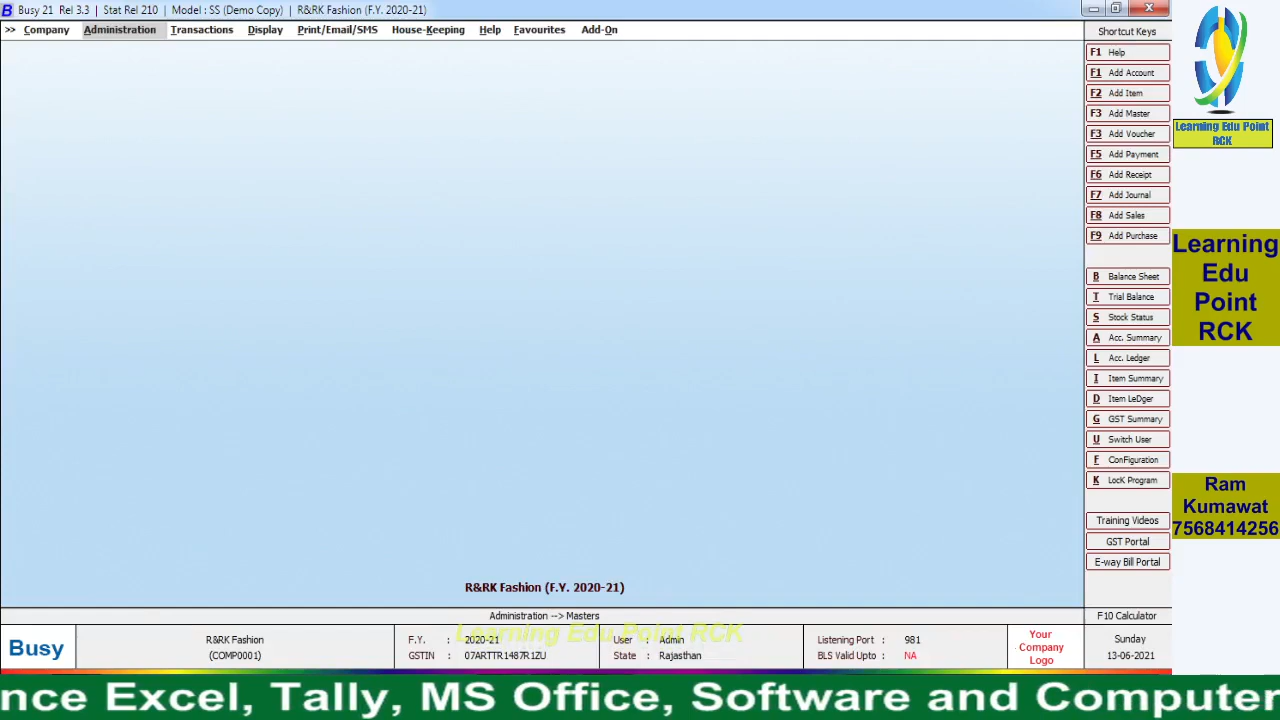 B Busy 21 Rel 3.3 | Stat Rel 210 | Model : SS (Demo Copy) | R&RK Fashion (F.Y. 2020-21)
>> Company Administration Transactions Display Print/Email/SMS House-Keeping Help Favourites Add-On
Shortcut Keys
F1 Help
F1 Add Account
F2 Add Item
F3 Add Master
F3 Add Voucher
F5 Add Payment
F6 Add Receipt
F7 Add Journal
F8 Add Sales
F9 Add Purchase
B Balance Sheet
T Trial Balance
S Stock Status
A Acc. Summary
L Acc. Ledger
I Item Summary
D Item LeDger
G GST Summary
U Switch User
F ConFiguration
K LocK Program
Training Videos
GST Portal
E-way Bill Portal
Learning Edu Point
RCK
Learning
Edu
Point
RCK
Ram
Kumawat
7568414256
R&RK Fashion (F.Y. 2020-21)
Administration --> Masters
F10 Calculator
Learning Edu Point RCK
Busy
R&RK Fashion
(COMP0001)
F.Y. : 2020-21
GSTIN : 07ARTTR1487R1ZU
User : Admin
State : Rajasthan
Listening Port : 981
BLS Valid Upto : NA
Your
Company
Logo
Sunday
13-06-2021
nce Excel, Tally, MS Office, Software and Computer